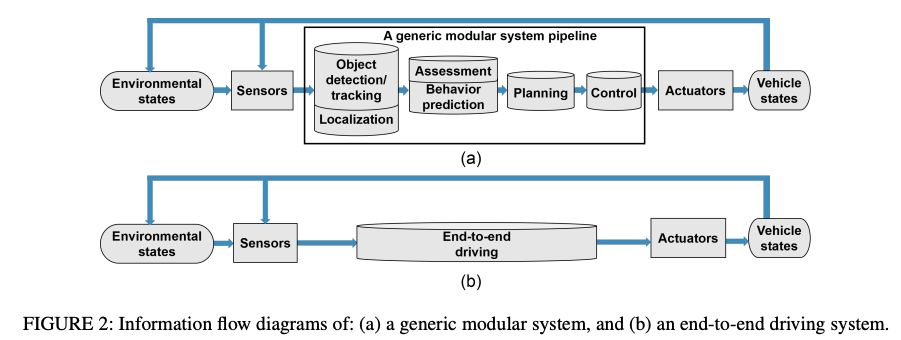 A generic modular system pipeline
Environmental
states
Sensors
Object
detection/
tracking
Localization
Assessment
Behavior
prediction
Planning
Control
Actuators
Vehicle
states
(a)
Environmental
states
Sensors
End-to-end
driving
Actuators
Vehicle
states
(b)
FIGURE 2: Information flow diagrams of: (a) a generic modular system, and (b) an end-to-end driving system.